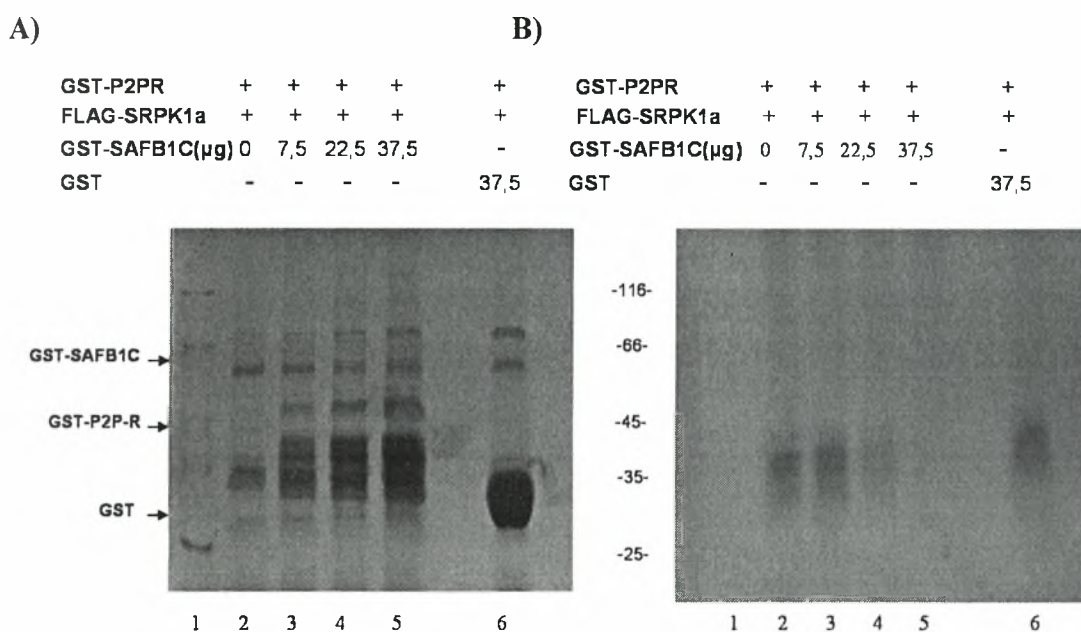 A)
GST-P2PR + + + + +
FLAG-SRPK1a + + + + +
GST-SAFB1C(µg) 0 7,5 22,5 37,5 -
GST - - - - 37,5
GST-SAFB1C
GST-P2P-R
GST
1 2 3 4 5 6
B)
GST-P2PR + + + + +
FLAG-SRPK1a + + + + +
GST-SAFB1C(µg) 0 7,5 22,5 37,5 -
GST - - - - 37,5
-116-
-66-
-45-
-35-
-25-
1 2 3 4 5 6